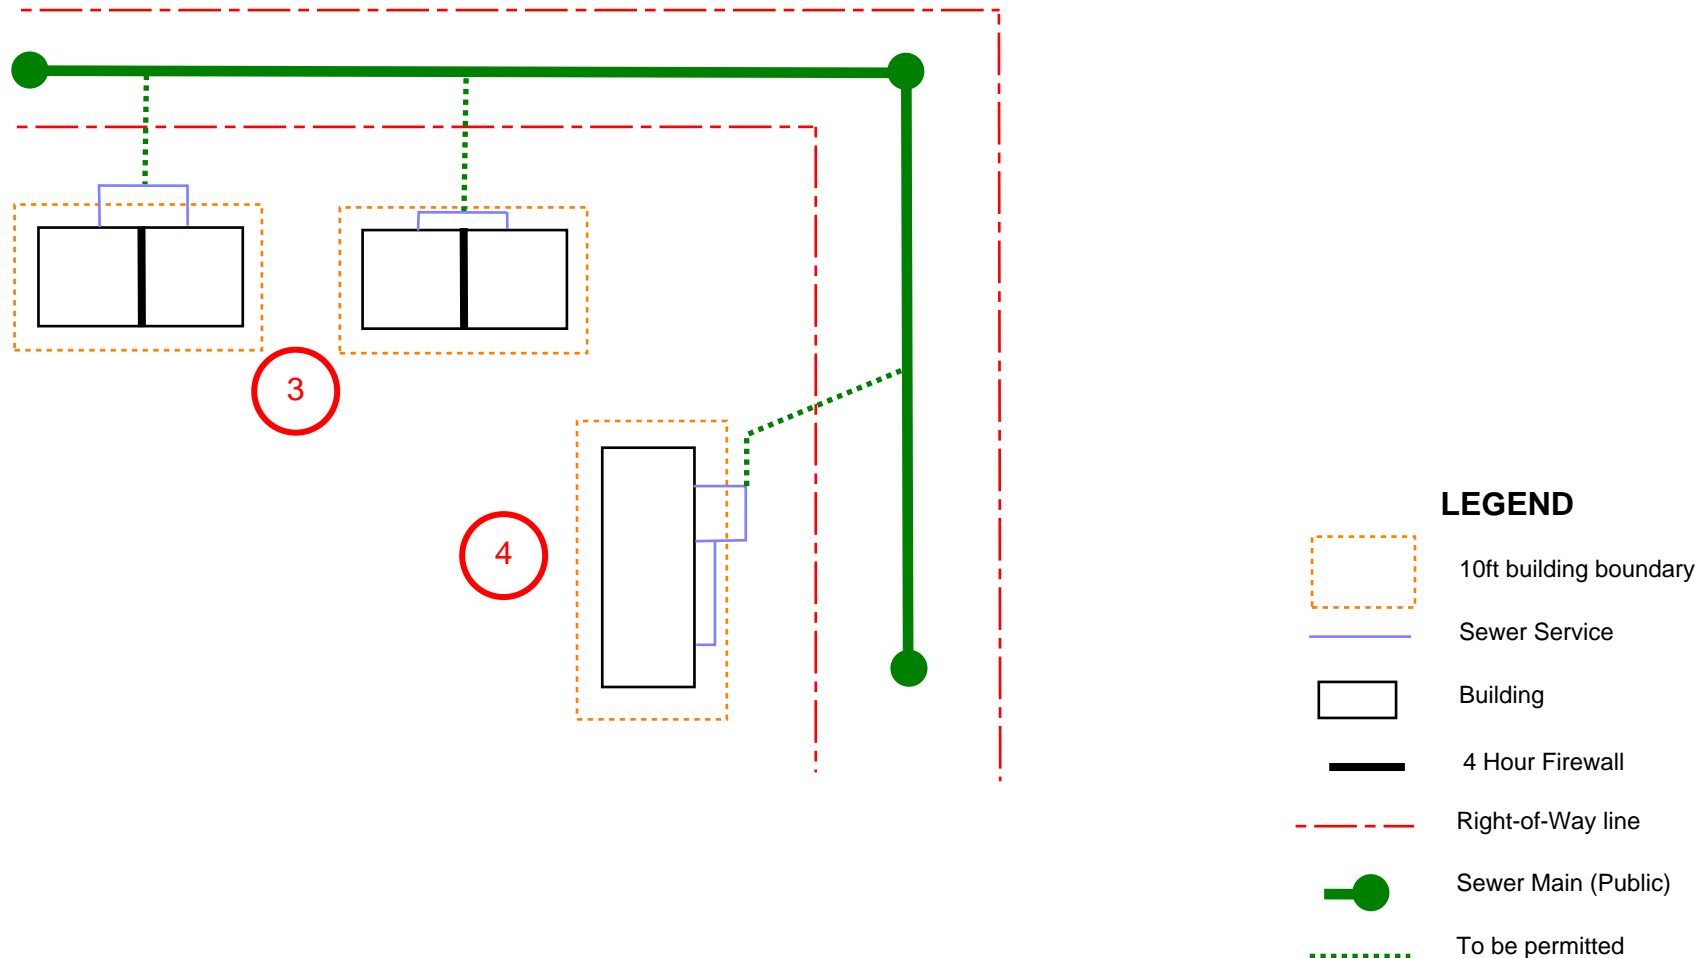 3
4
LEGEND
10ft building boundary
Sewer Service
Building
4 Hour Firewall
Right-of-Way line
Sewer Main (Public)
To be permitted